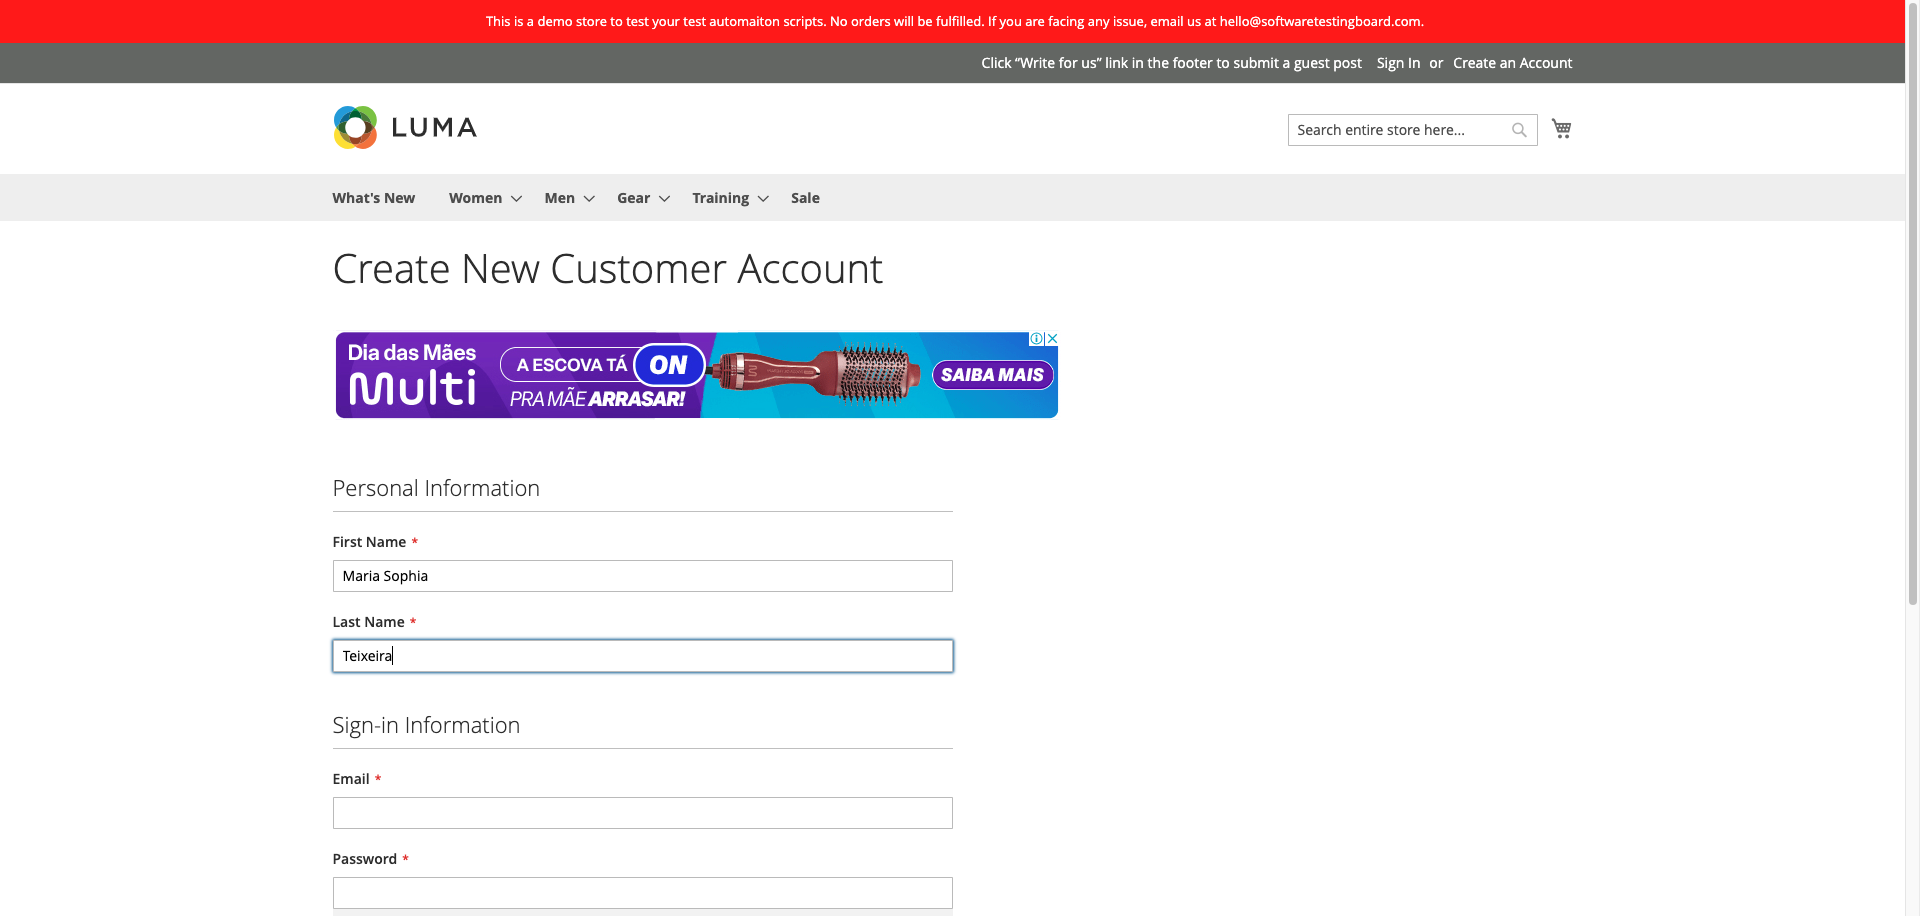 This is a demo store to test your test automaiton scripts. No orders will be fulfilled. If you are facing any issue, email us at hello@softwaretestingboard.com.
Click “Write for us” link in the footer to submit a guest post Sign In or Create an Account
LUMA
Search entire store here...
What's New Women Men Gear Training Sale
Create New Customer Account
Dia das Mães
Multi
A ESCOVA TÁ ON
PRA MÃE ARRASAR!
SAIBA MAIS
Personal Information
First Name *
Maria Sophia
Last Name *
Teixeira
Sign-in Information
Email *
Password *